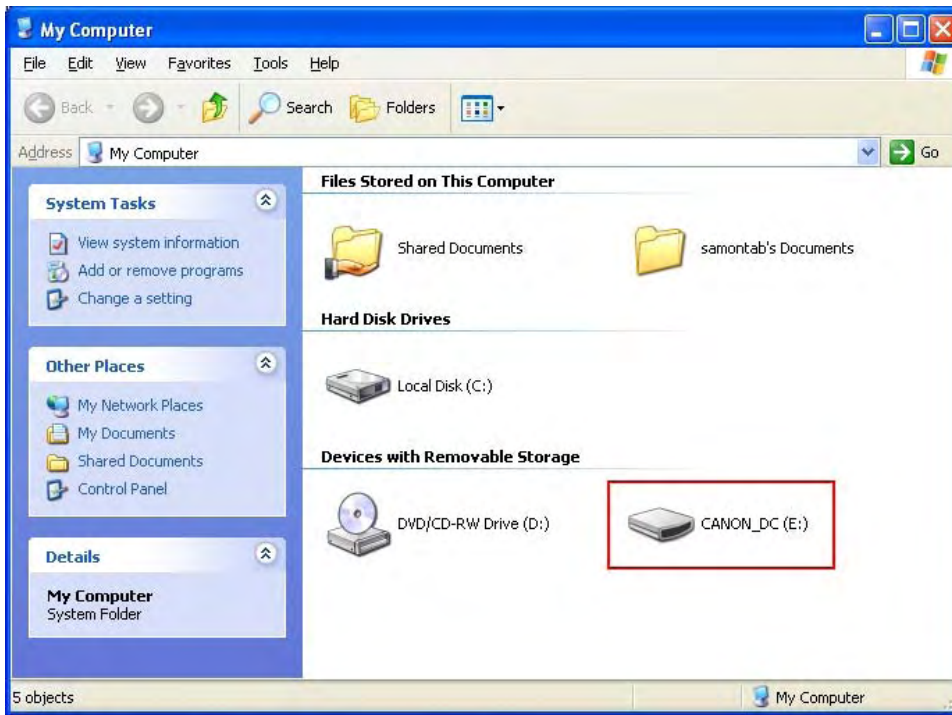 My Computer
File Edit View Favorites Tools Help
Back Search Folders
Address My Computer Go
System Tasks
View system information
Add or remove programs
Change a setting
Other Places
My Network Places
My Documents
Shared Documents
Control Panel
Details
My Computer
System Folder
Files Stored on This Computer
Shared Documents
samontab's Documents
Hard Disk Drives
Local Disk (C:)
Devices with Removable Storage
DVD/CD-RW Drive (D:)
CANON_DC (E:)
5 objects
My Computer